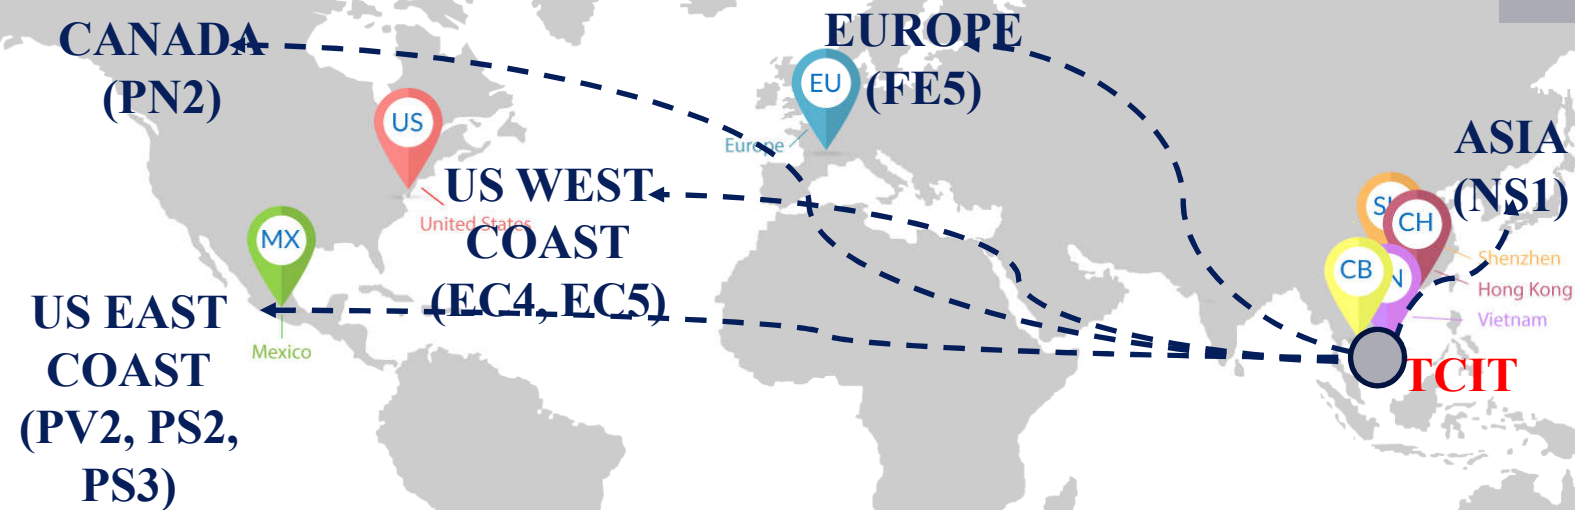 CANADA
(PN2)
EUROPE
(FE5)
EU
Europe
US
United States
US WEST
COAST
(EC4, EC5)
ASIA
(NS1)
CH
CB
N
Shenzhen
Hong Kong
Vietnam
MX
Mexico
US EAST
COAST
(PV2, PS2,
PS3)
TCIT